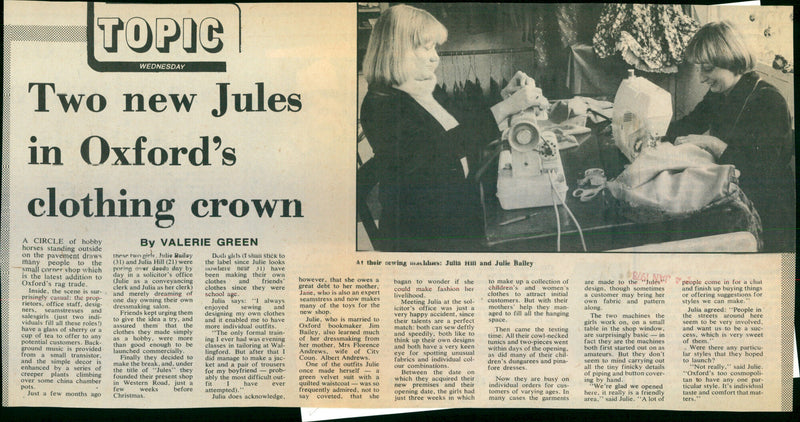 TOPIC
WEDNESDAY
Two new Jules
in Oxford's
clothing crown
By VALERIE GREEN
At their sewing machines: Julia Hill and Julie Bailey
A CIRCLE of hobby
horses standing outside
on the pavement draws
many people to the
small corner shop which
is the latest addition to
Oxford's rag trade.
Inside, the scene is sur-
prisingly casual: the prop-
rietors, office staff, design-
ers, seamstresses and
salesgirls (just two indi-
viduals fill all these roles!)
have a glass of sherry or a
cup of tea to offer to any
potential customers. Back-
ground music is provided
from a small transistor,
and the simple decor is
enhanced by a series of
creeper plants climbing
over some china chamber
pots.
Just a few months ago
these two girls, Julie Bailey
(31) and Julia Hill (21) were
poring over deeds day by
day in a solicitor's office
(Julie as a conveyancing
clerk and Julia as her clerk)
and merely dreaming of
one day owning their own
dressmaking salon.
Friends kept urging them
to give the idea a try, and
assured them that the
clothes they made simply
as a hobby, were more
than good enough to be
launched commercially.
Finally they decided to
make the break, and, under
the title of "Jules" they
founded their present shop
in Western Road, just a
few weeks before
Christmas.
Both girls (I shall stick to
the label since Julie looks
nowhere near 31) have
been making their own
clothes and friends'
clothes since they were
school age.
Julia says: "I always
enjoyed sewing and
designing my own clothes
and it enabled me to have
more individual outfits.
"The only formal train-
ing I ever had was evening
classes in tailoring at Wal-
lingford. But after that I
did manage to make a jac-
ket and a pair of trousers
for my boyfriend — prob-
ably the most difficult out-
fit I have ever
attempted!."
Julia does acknowledge,
however, that she owes a
great debt to her mother,
Jane, who is also an expert
seamstress and now makes
many of the toys for the
new shop.
Julie, who is married to
Oxford bookmaker Jim
Bailey, also learned much
of her dressmaking from
her mother, Mrs Florence
Andrews, wife of City
Coun. Albert Andrews.
One of the outfits Julie
once made herself — a
green velvet suit with a
quilted waistcoat — was so
frequently admired, not to
say coveted, that she
began to wonder if she
could make fashion her
livelihood.
Meeting Julia at the sol-
icitor's office was just a
very happy accident, since
their talents are a perfect
match: both can sew deftly
and speedily, both like to
think up their own designs
and both have a very keen
eye for spotting unusual
fabrics and individual col-
our combinations.
Between the date on
which they acquired their
new premises and their
opening date, the girls had
just three weeks in which
to make up a collection of
children's and women's
clothes to attract initial
customers. But with their
mothers' help they man-
aged to fill all the hanging
space.
Then came the testing
time. All their cowl-necked
tunics and two-pieces went
within days of the opening,
as did many of their chil-
dren's dungarees and pina-
fore dresses.
Now they are busy on
individual orders for cus-
tomers of varying ages. In
many cases the garments
are made to the "Jules"
design, though sometimes
a customer may bring her
own fabric and pattern
along.
The two machines the
girls work on, on a small
table in the shop window,
are surprisingly basic — in
fact they are the machines
both first started out on as
amateurs. But they don't
seem to mind carrying out
all the tiny finicky details
of piping and button cover-
ing by hand.
"We're glad we opened
here, it really is a friendly
area," said Julie. "A lot of
people come in for a chat
and finish up buying things
or offering suggestions for
styles we can make."
Julia agreed: "People in
the streets around here
seem to be very involved,
and want us to be a suc-
cess, which is very sweet
of them."
Were there any particu-
lar styles that they hoped
to launch?
"Not really," said Julie.
"Oxford's too cosmopoli-
tan to have any one par-
ticular style. It's individual
taste and comfort that mat-
ters."